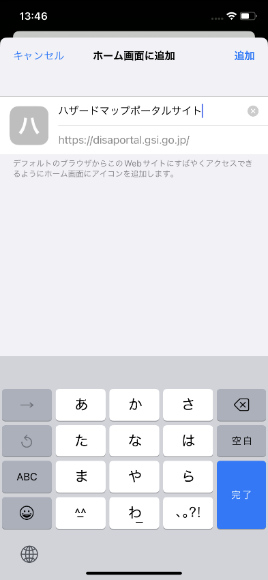 13:46
キャンセル ホーム画面に追加 追加
ハ ハザードマップポータルサイト
https://disaportal.gsi.go.jp/
デフォルトのブラウザからこのWebサイトにすばやくアクセスでき
るようにホーム画面にアイコンを追加します。
→ あ か さ
た な は 空白
ABC ま や ら 完了
^^ わ_ 、。?!